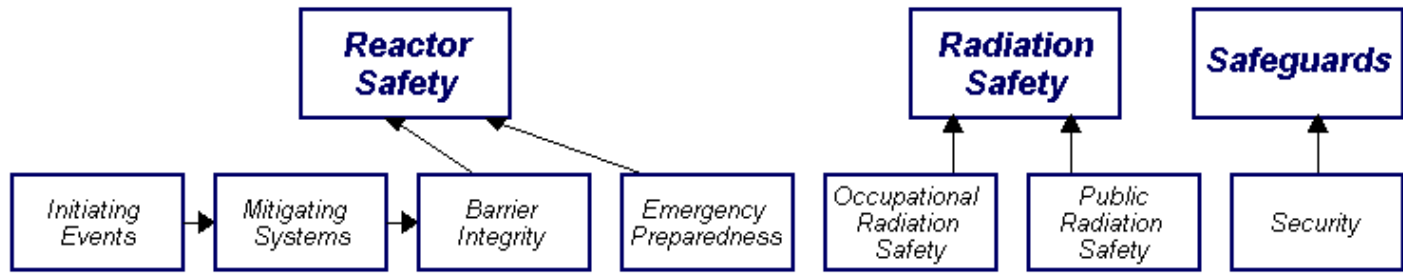 Reactor
Safety
Radiation
Safety
Safeguards
Initiating
Events
Mitigating
Systems
Barrier
Integrity
Emergency
Preparedness
Occupational
Radiation
Safety
Public
Radiation
Safety
Security